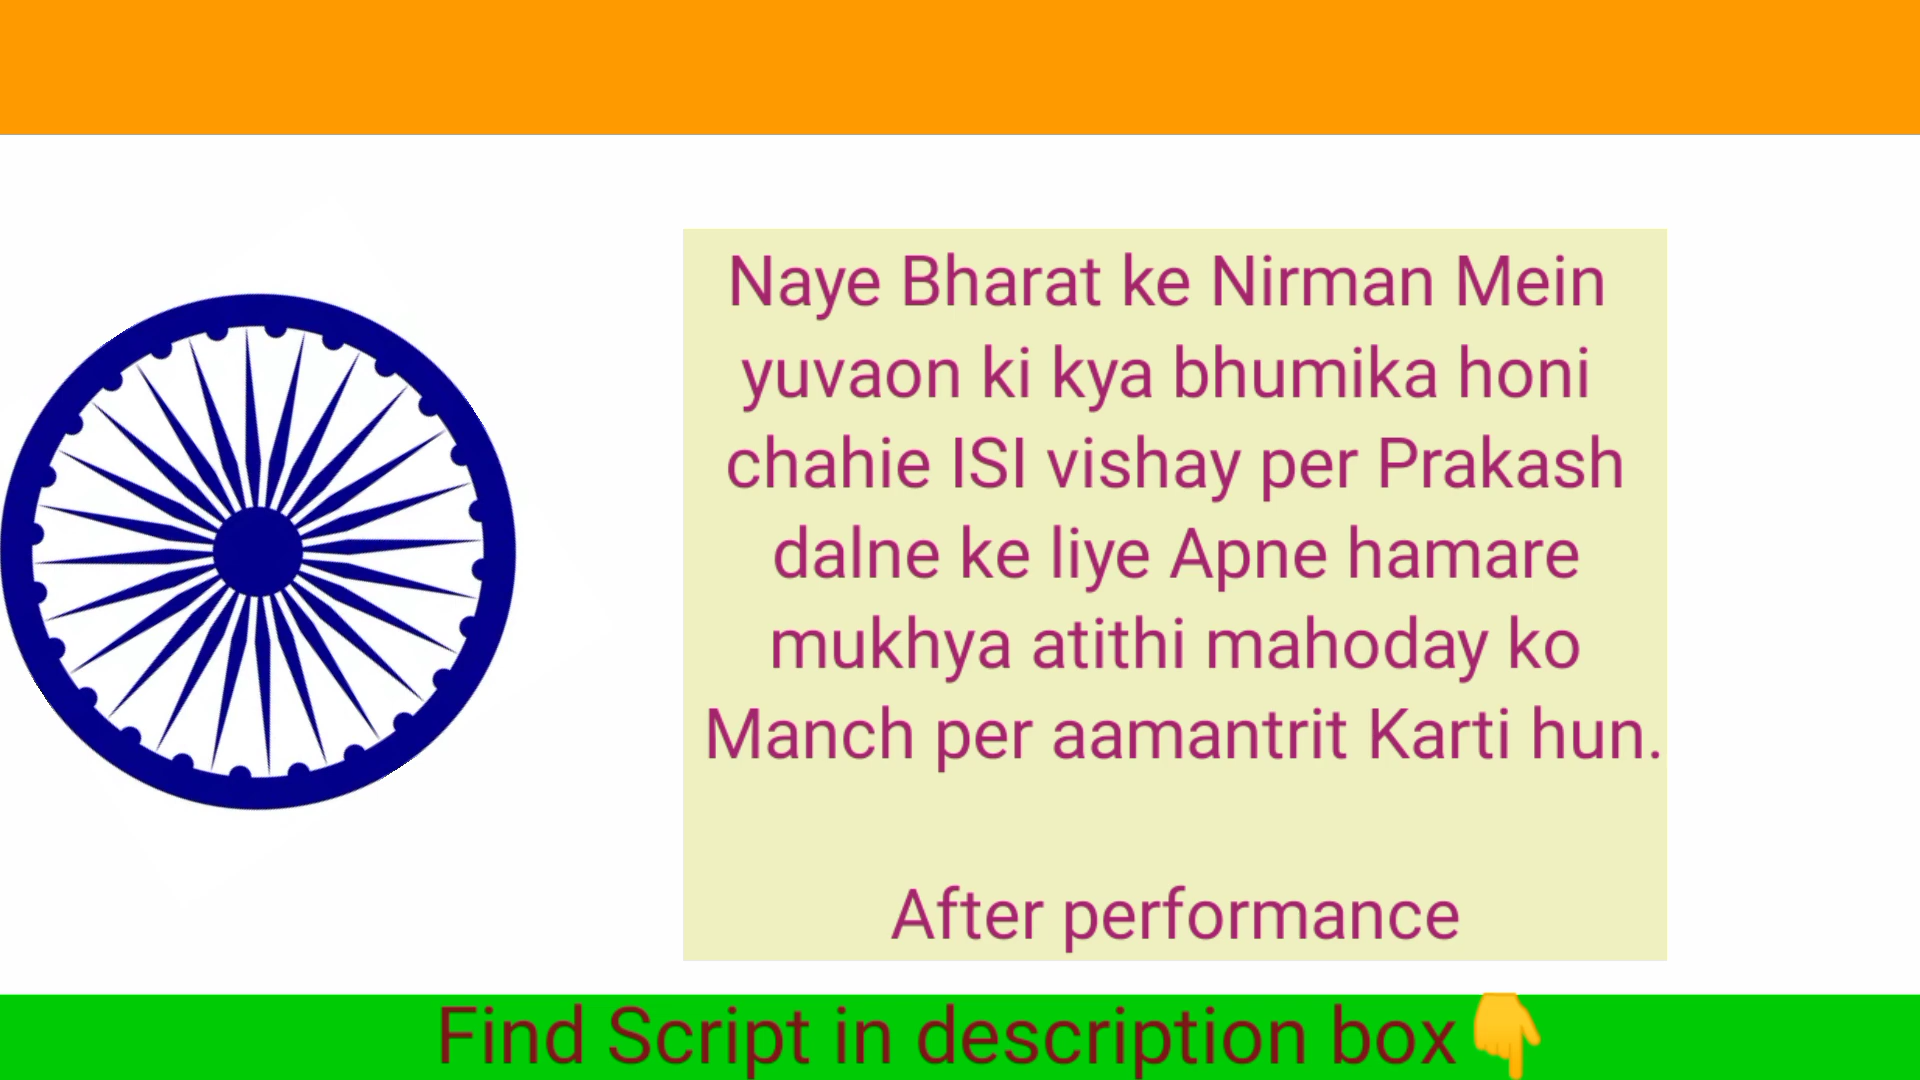 Naye Bharat ke Nirman Mein
yuvaon ki kya bhumika honi
chahie ISI vishay per Prakash
dalne ke liye Apne hamare
mukhya atithi mahoday ko
Manch per aamantrit Karti hun.
After performance
Find Script in description box👇